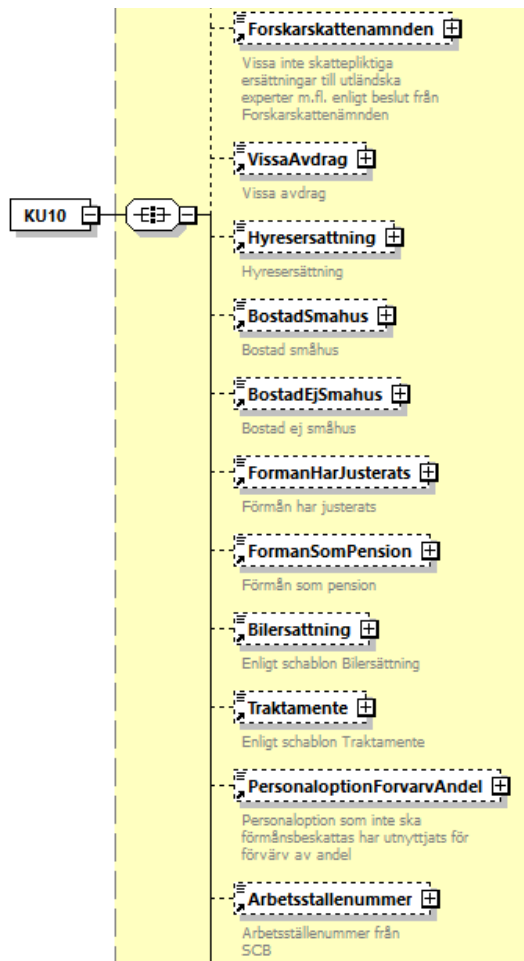 Forskarskattenamnden
Vissa inte skattepliktiga
ersättningar till utländska
experter m.fl. enligt beslut från
Forskarskattenämnden
VissaAvdrag
Vissa avdrag
KU10
Hyresersattning
Hyresersättning
BostadSmahus
Bostad småhus
BostadEjSmahus
Bostad ej småhus
FormanHarJusterats
Förmån har justerats
FormanSomPension
Förmån som pension
Bilersattning
Enligt schablon Bilersättning
Traktamente
Enligt schablon Traktamente
PersonaloptionForvarvAndel
Personaloption som inte ska
förmånsbeskattas har utnyttjats för
förvärv av andel
Arbetsstallenummer
Arbetsställenummer från
SCB